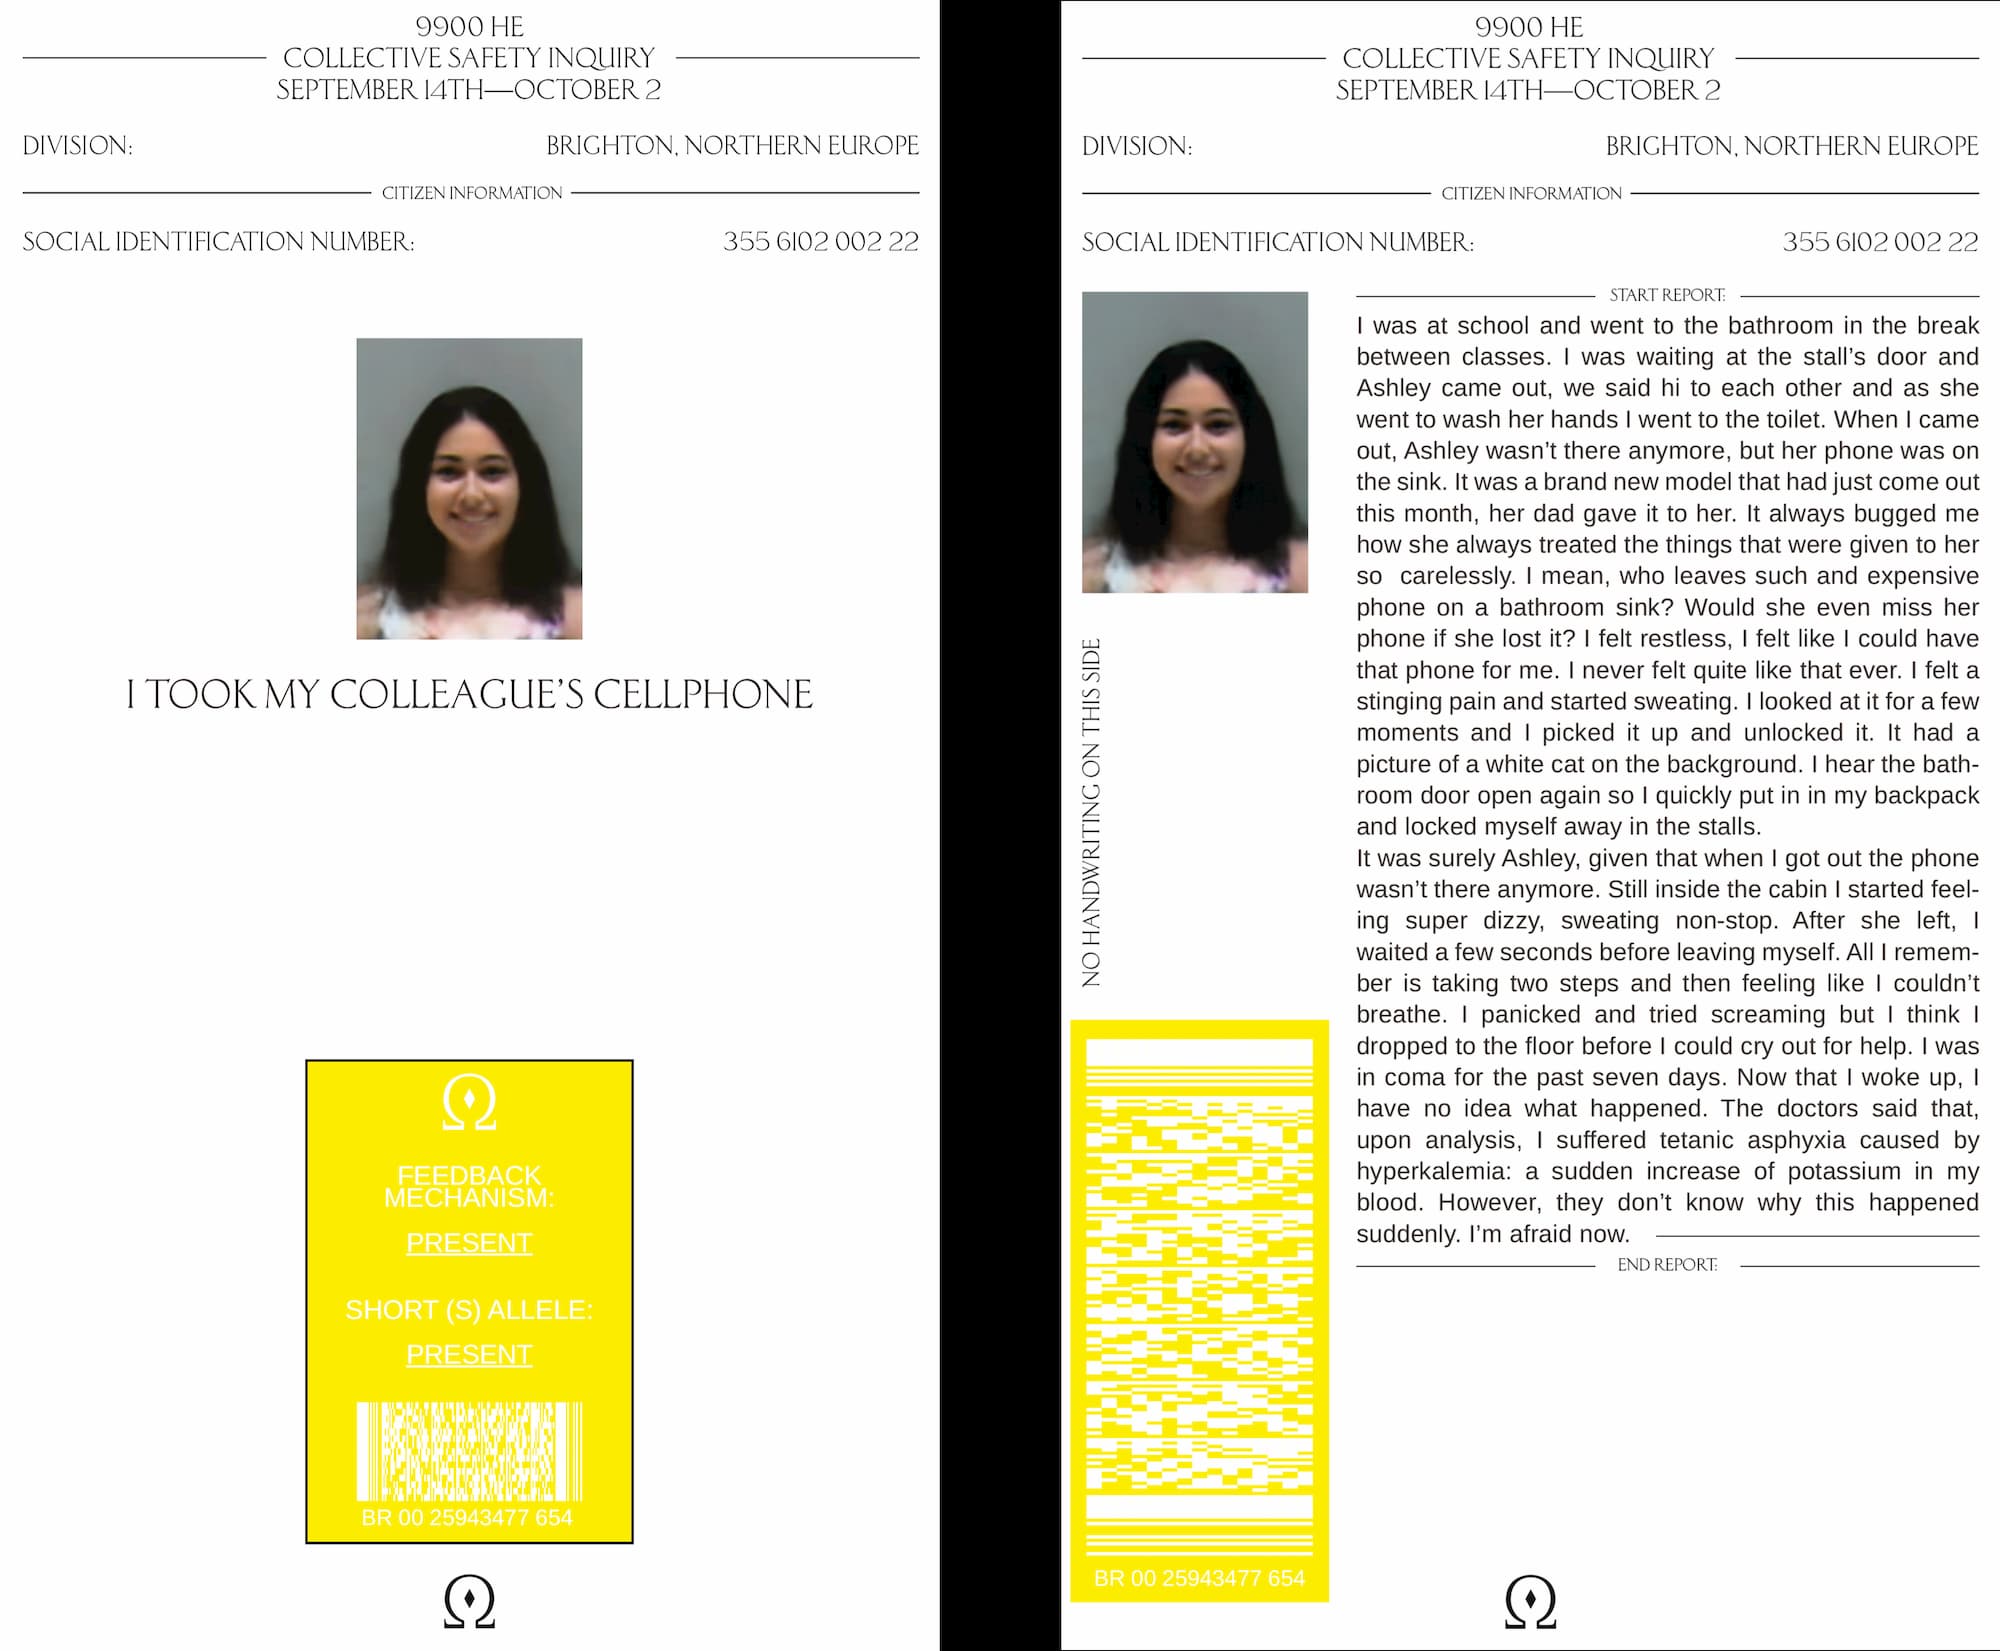 9900 HE
COLLECTIVE SAFETY INQUIRY
SEPTEMBER 14TH—OCTOBER 2
DIVISION: BRIGHTON, NORTHERN EUROPE
CITIZEN INFORMATION
SOCIAL IDENTIFICATION NUMBER: 355 6102 002 22
I TOOK MY COLLEAGUE’S CELLPHONE
FEEDBACK
MECHANISM:
PRESENT
SHORT (S) ALLELE:
PRESENT
BR 00 25943477 654
9900 HE
COLLECTIVE SAFETY INQUIRY
SEPTEMBER 14TH—OCTOBER 2
DIVISION: BRIGHTON, NORTHERN EUROPE
CITIZEN INFORMATION
SOCIAL IDENTIFICATION NUMBER: 355 6102 002 22
NO HANDWRITING ON THIS SIDE
BR 00 25943477 654
START REPORT:
I was at school and went to the bathroom in the break
between classes. I was waiting at the stall’s door and
Ashley came out, we said hi to each other and as she
went to wash her hands I went to the toilet. When I came
out, Ashley wasn’t there anymore, but her phone was on
the sink. It was a brand new model that had just come out
this month, her dad gave it to her. It always bugged me
how she always treated the things that were given to her
so carelessly. I mean, who leaves such and expensive
phone on a bathroom sink? Would she even miss her
phone if she lost it? I felt restless, I felt like I could have
that phone for me. I never felt quite like that ever. I felt a
stinging pain and started sweating. I looked at it for a few
moments and I picked it up and unlocked it. It had a
picture of a white cat on the background. I hear the bath-
room door open again so I quickly put in in my backpack
and locked myself away in the stalls.
It was surely Ashley, given that when I got out the phone
wasn’t there anymore. Still inside the cabin I started feel-
ing super dizzy, sweating non-stop. After she left, I
waited a few seconds before leaving myself. All I remem-
ber is taking two steps and then feeling like I couldn’t
breathe. I panicked and tried screaming but I think I
dropped to the floor before I could cry out for help. I was
in coma for the past seven days. Now that I woke up, I
have no idea what happened. The doctors said that,
upon analysis, I suffered tetanic asphyxia caused by
hyperkalemia: a sudden increase of potassium in my
blood. However, they don’t know why this happened
suddenly. I’m afraid now.
END REPORT: